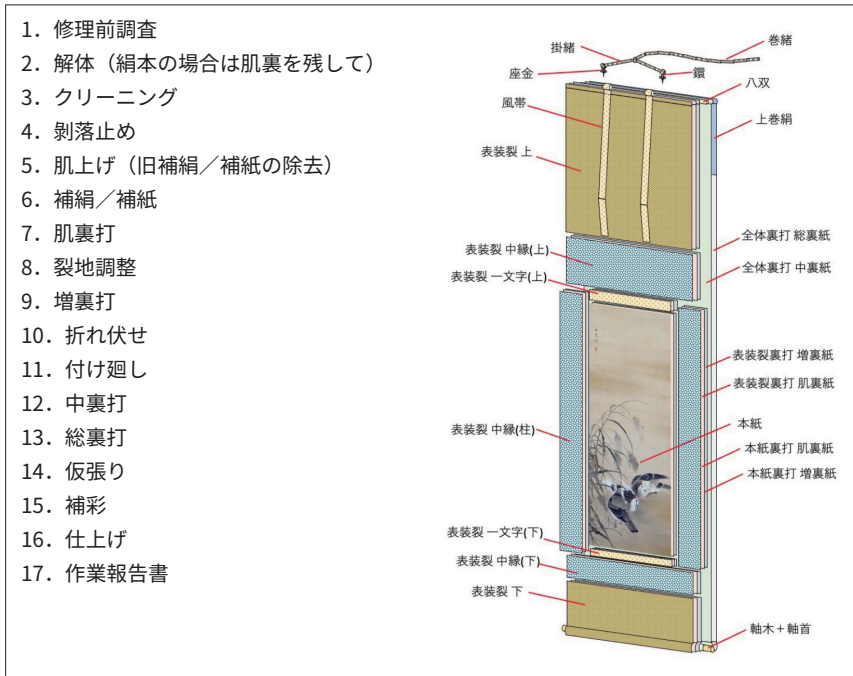 1．修理前調査
2．解体（絹本の場合は肌裏を残して）
3．クリーニング
4．剝落止め
5．肌上げ（旧補絹／補紙の除去）
6．補絹／補紙
7．肌裏打
8．裂地調整
9．増裏打
10．折れ伏せ
11．付け廻し
12．中裏打
13．総裏打
14．仮張り
15．補彩
16．仕上げ
17．作業報告書
掛緒
巻緒
座金
鐶
八双
風帯
上巻絹
表装裂 上
全体裏打 総裏紙
表装裂 中縁(上)
全体裏打 中裏紙
表装裂 一文字(上)
表装裂裏打 増裏紙
表装裂裏打 肌裏紙
本紙
表装裂 中縁(柱)
本紙裏打 肌裏紙
本紙裏打 増裏紙
表装裂 一文字(下)
表装裂 中縁(下)
表装裂 下
軸木＋軸首